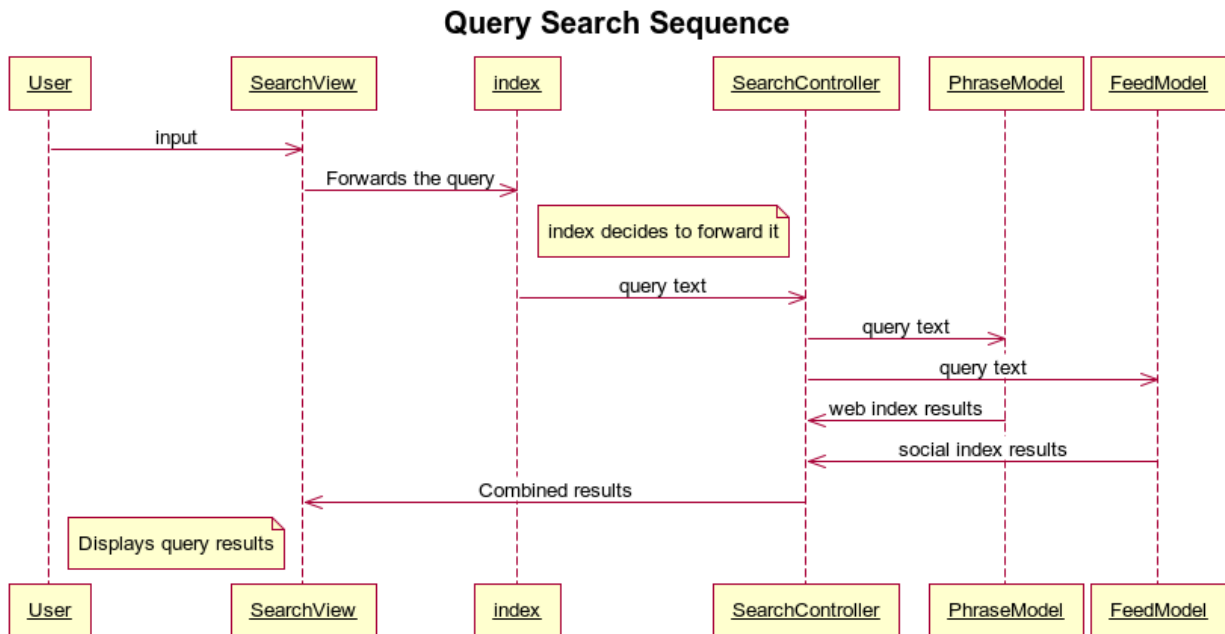 Query Search Sequence
User
SearchView
index
SearchController
PhraseModel
FeedModel
input
Forwards the query
index decides to forward it
query text
query text
query text
web index results
social index results
Combined results
Displays query results
User
SearchView
index
SearchController
PhraseModel
FeedModel